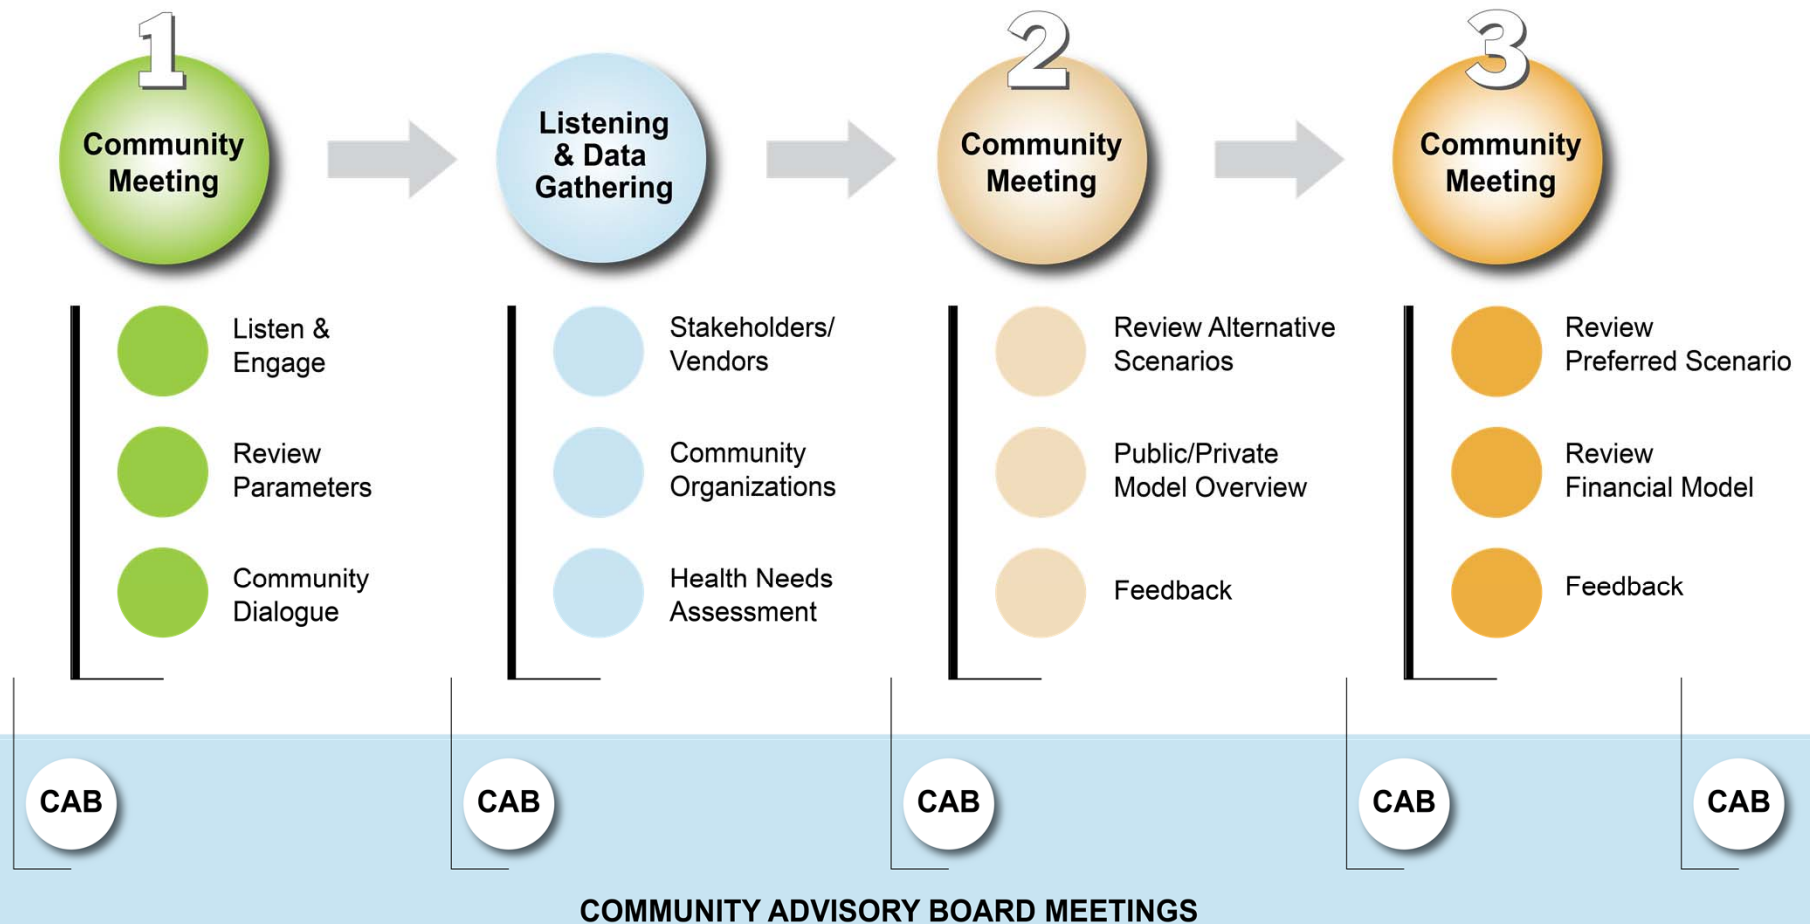 1
Community
Meeting
Listening
& Data
Gathering
2
Community
Meeting
3
Community
Meeting
Listen &
Engage
Review
Parameters
Community
Dialogue
Stakeholders/
Vendors
Community
Organizations
Health Needs
Assessment
Review Alternative
Scenarios
Public/Private
Model Overview
Feedback
Review
Preferred Scenario
Review
Financial Model
Feedback
CAB
CAB
CAB
CAB
CAB
COMMUNITY ADVISORY BOARD MEETINGS